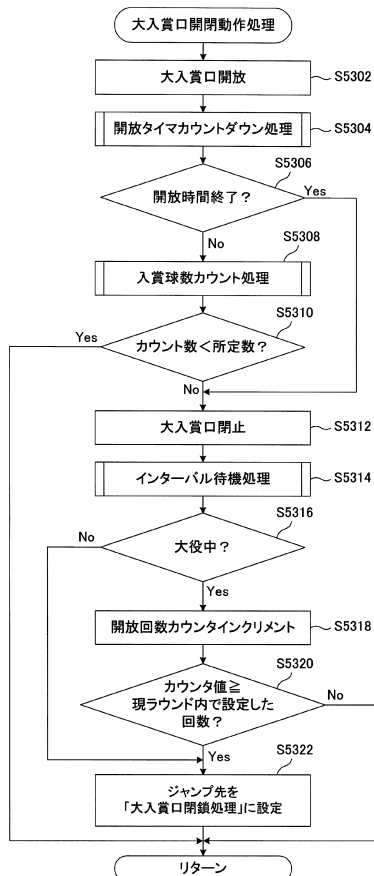 大入賞口開閉動作処理
大入賞口開放
S5302
開放タイマカウントダウン処理
S5304
S5306
開放時間終了？
Yes
No
S5308
入賞球数カウント処理
S5310
Yes
カウント数＜所定数？
No
大入賞口閉止
S5312
インターバル待機処理
S5314
S5316
No
大役中？
Yes
開放回数カウンタインクリメント
S5318
S5320
カウンタ値≧
現ラウンド内で設定した
回数？
No
Yes
S5322
ジャンプ先を
「大入賞口閉鎖処理」に設定
リターン